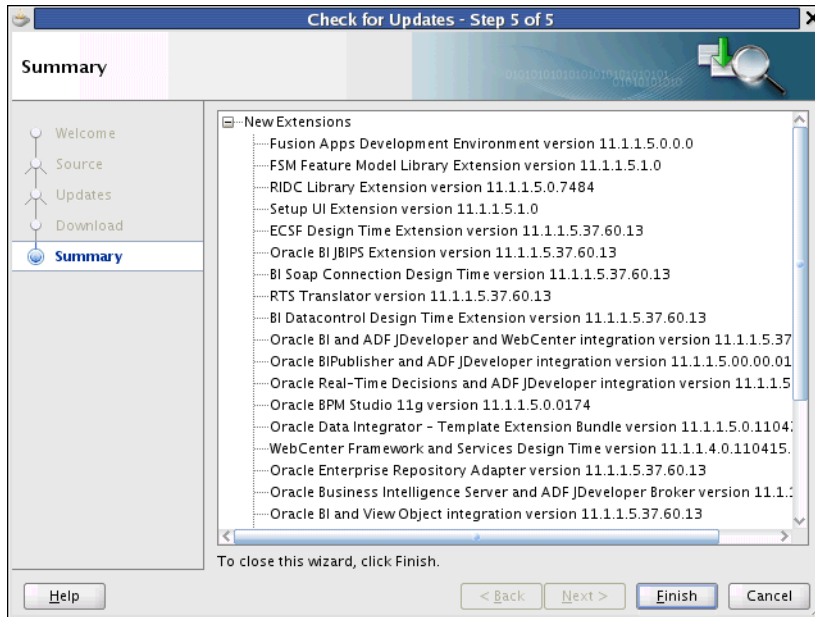 Check for Updates - Step 5 of 5
Summary
Welcome
Source
Updates
Download
Summary
New Extensions
Fusion Apps Development Environment version 11.1.1.5.0.0.0
FSM Feature Model Library Extension version 11.1.1.5.1.0
RIDC Library Extension version 11.1.1.5.0.7484
Setup UI Extension version 11.1.1.5.1.0
ECSF Design Time Extension version 11.1.1.5.37.60.13
Oracle BI JBIPS Extension version 11.1.1.5.37.60.13
BI Soap Connection Design Time version 11.1.1.5.37.60.13
RTS Translator version 11.1.1.5.37.60.13
BI Datacontrol Design Time Extension version 11.1.1.5.37.60.13
Oracle BI and ADF JDeveloper and WebCenter integration version 11.1.1.5.37
Oracle BIPublisher and ADF JDeveloper integration version 11.1.1.5.00.00.01
Oracle Real-Time Decisions and ADF JDeveloper integration version 11.1.1.5
Oracle BPM Studio 11g version 11.1.1.5.0.0174
Oracle Data Integrator - Template Extension Bundle version 11.1.1.5.0.1104
WebCenter Framework and Services Design Time version 11.1.1.4.0.110415.
Oracle Enterprise Repository Adapter version 11.1.1.5.37.60.13
Oracle Business Intelligence Server and ADF JDeveloper Broker version 11.1.
Oracle BI and View Object integration version 11.1.1.5.37.60.13
To close this wizard, click Finish.
Help
< Back
Next >
Finish
Cancel